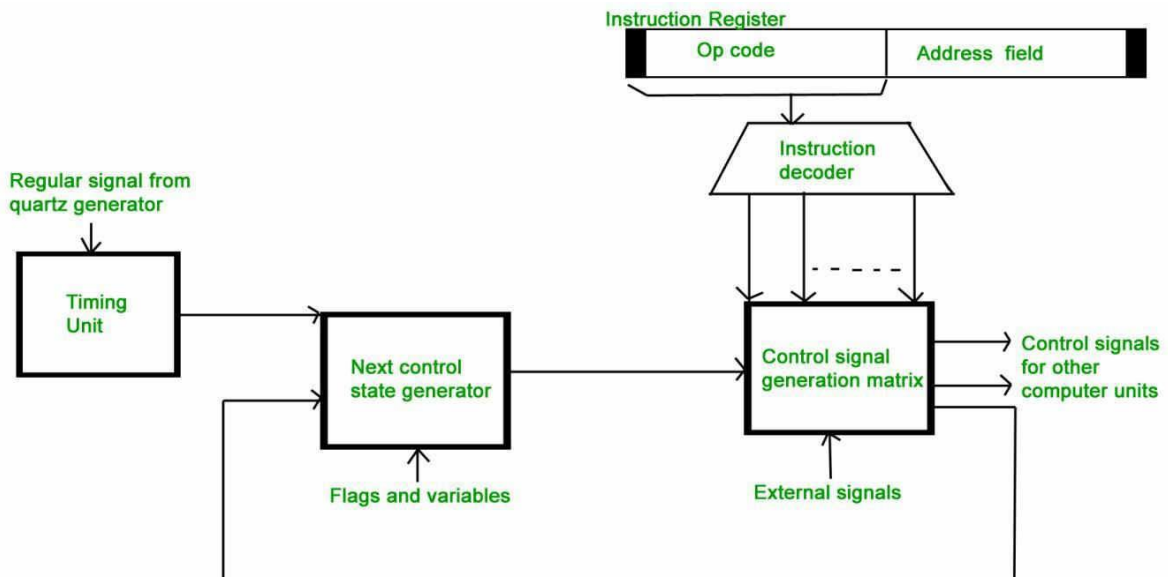 Instruction Register
Op code
Address field
Instruction
decoder
Regular signal from
quartz generator
Timing
Unit
Next control
state generator
Control signal
generation matrix
Control signals
for other
computer units
Flags and variables
External signals